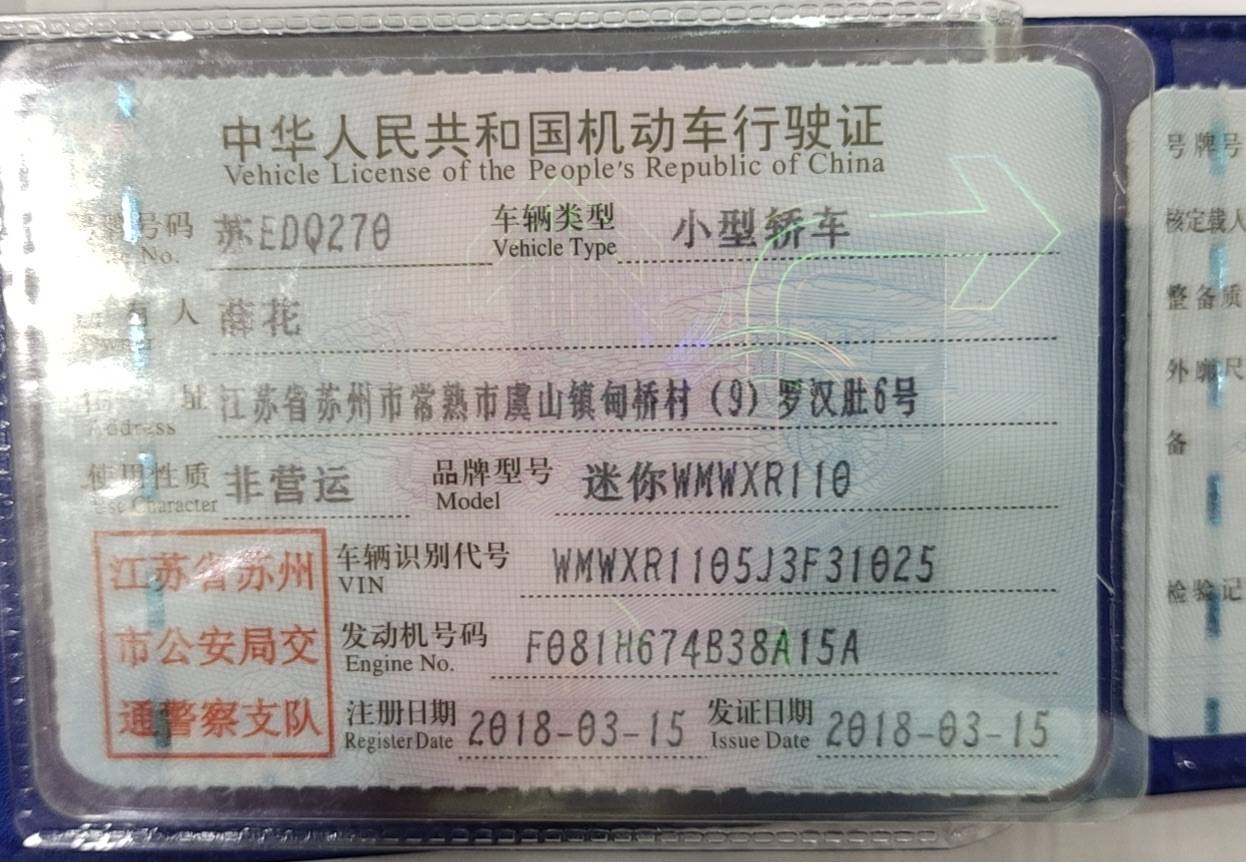 中华人民共和国机动车行驶证
Vehicle License of the People's Republic of China
号码 苏EDQ270 车辆类型 小型轿车
No. Vehicle Type
有人 薛花
址 江苏省苏州市常熟市虞山镇甸桥村（9）罗汉肚6号
Address
使用性质 非营运 品牌型号 迷你WMWXR110
Use Character Model
江苏省苏州
市公安局交
通警察支队
车辆识别代号 WMWXR1105J3F31025
VIN
发动机号码 F081H674B38A15A
Engine No.
注册日期 2018-03-15 发证日期 2018-03-15
Register Date Issue Date
号牌号
核定载人
整备质
外廓尺
备
检验记